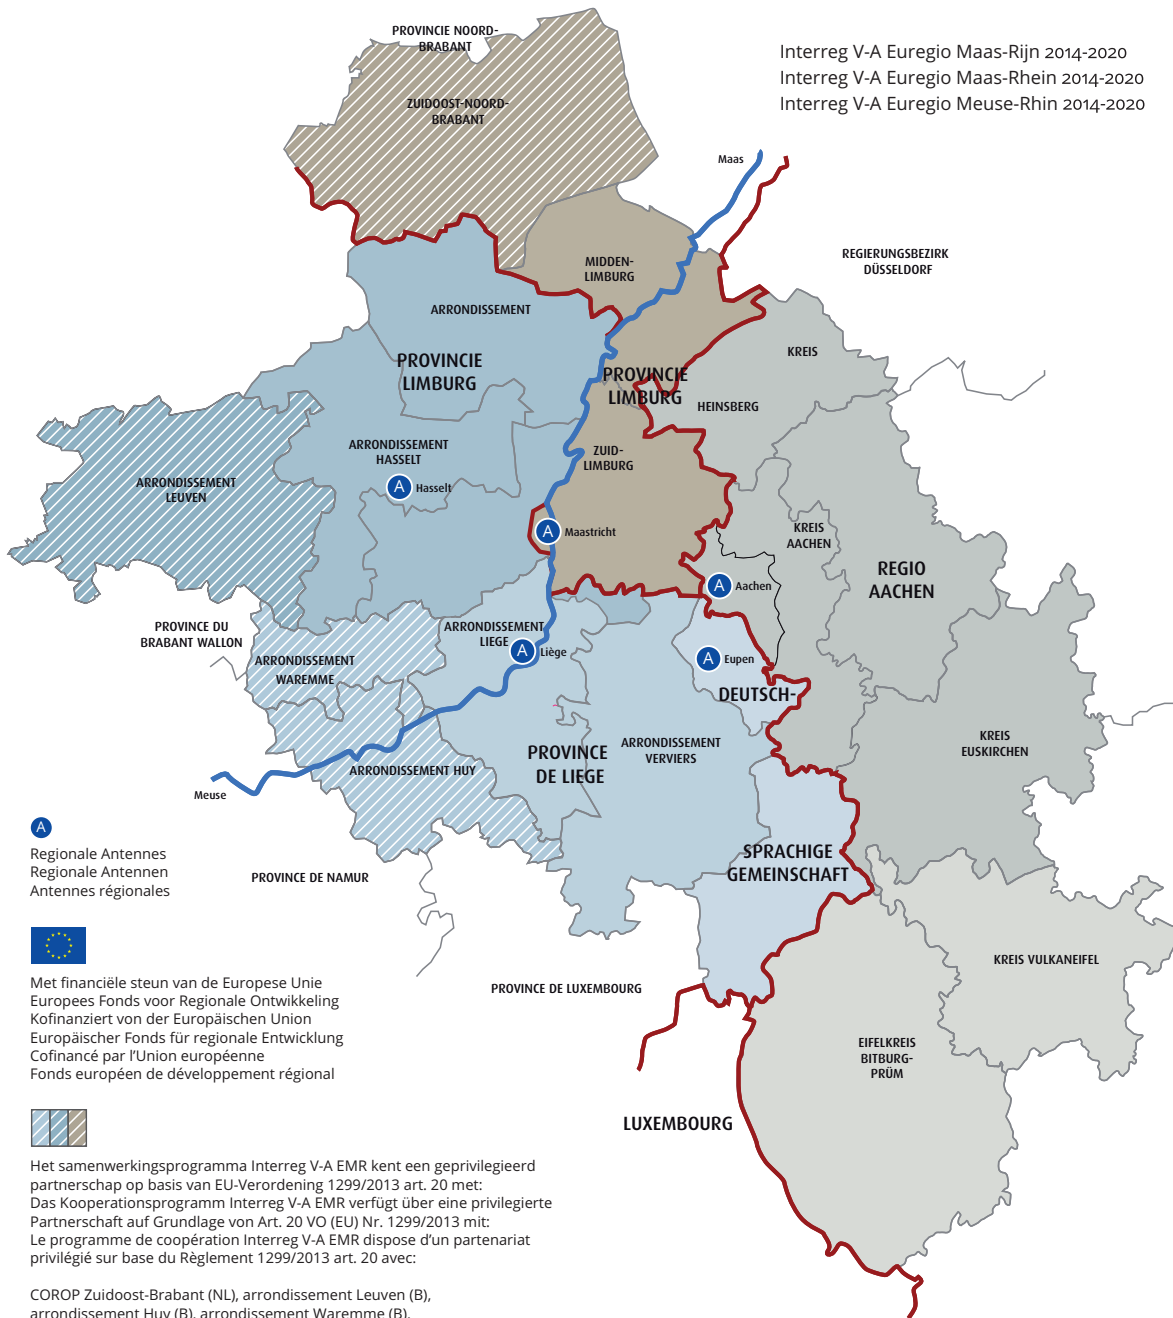 Interreg V-A Euregio Maas-Rijn 2014-2020
Interreg V-A Euregio Maas-Rhein 2014-2020
Interreg V-A Euregio Meuse-Rhin 2014-2020
PROVINCIE NOORD-
BRABANT
ZUIDOOST-NOORD-
BRABANT
Maas
REGIERUNGSBEZIRK
DÜSSELDORF
MIDDEN-
LIMBURG
ARRONDISSEMENT
PROVINCIE
LIMBURG
PROVINCIE
LIMBURG
KREIS
HEINSBERG
ARRONDISSEMENT
HASSELT
A Hasselt
ZUID-
LIMBURG
ARRONDISSEMENT
LEUVEN
A Maastricht
KREIS
AACHEN
REGIO
AACHEN
A Aachen
PROVINCE DU
BRABANT WALLON
ARRONDISSEMENT
LIEGE
A Liège
A Eupen
ARRONDISSEMENT
WAREMME
DEUTSCH-
PROVINCE
DE LIEGE
ARRONDISSEMENT
VERVIERS
KREIS
EUSKIRCHEN
ARRONDISSEMENT HUY
Meuse
A
Regionale Antennes
Regionale Antennen
Antennes régionales
SPRACHIGE
GEMEINSCHAFT
PROVINCE DE NAMUR
KREIS VULKANEIFEL
PROVINCE DE LUXEMBOURG
Met financiële steun van de Europese Unie
Europees Fonds voor Regionale Ontwikkeling
Kofinanziert von der Europäischen Union
Europäischer Fonds für regionale Entwicklung
Cofinancé par l'Union européenne
Fonds européen de développement régional
EIFELKREIS
BITBURG-
PRÜM
LUXEMBOURG
Het samenwerkingsprogramma Interreg V-A EMR kent een geprivilegieerd
partnerschap op basis van EU-Verordening 1299/2013 art. 20 met:
Das Kooperationsprogramm Interreg V-A EMR verfügt über eine privilegierte
Partnerschaft auf Grundlage von Art. 20 VO (EU) Nr. 1299/2013 mit:
Le programme de coopération Interreg V-A EMR dispose d'un partenariat
privilégié sur base du Règlement 1299/2013 art. 20 avec:
COROP Zuidoost-Brabant (NL), arrondissement Leuven (B),
arrondissement Huy (B), arrondissement Waremme (B).